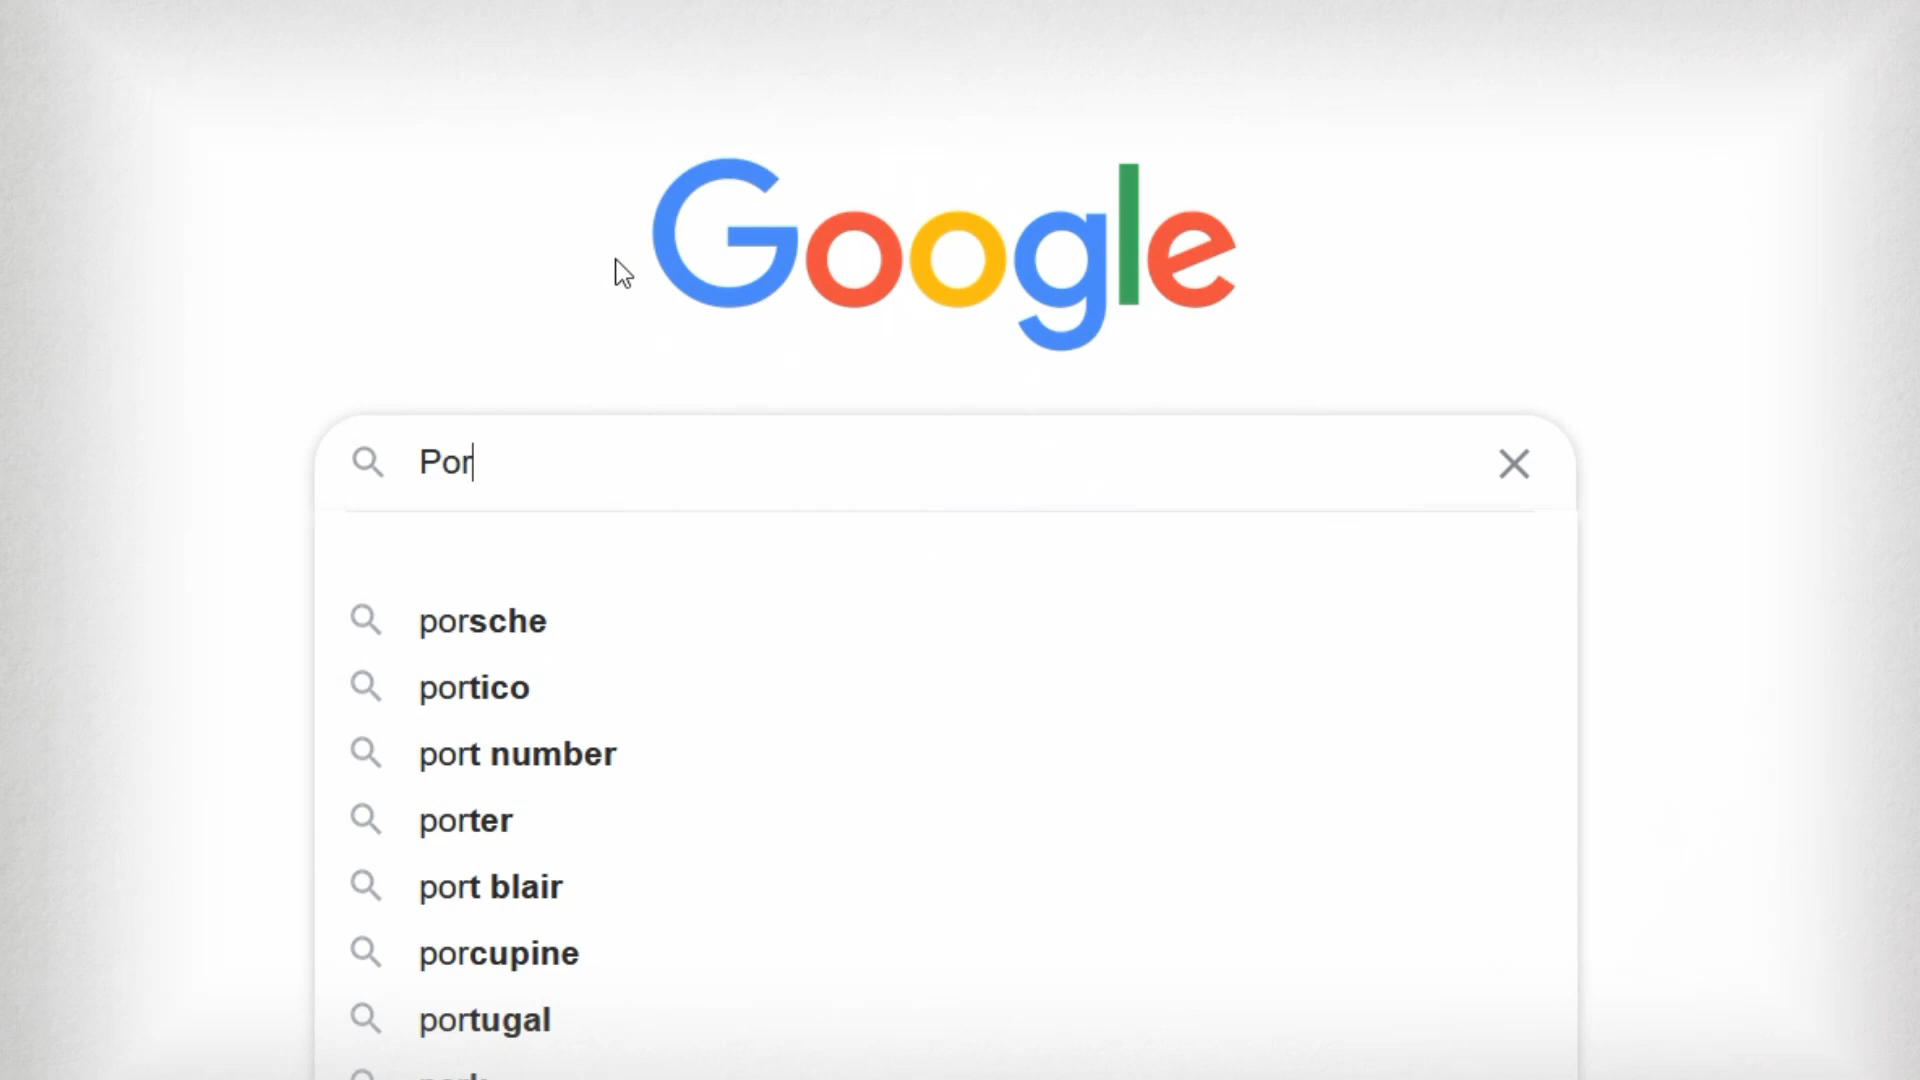 Google
Por
porsche
portico
port number
porter
port blair
porcupine
portugal